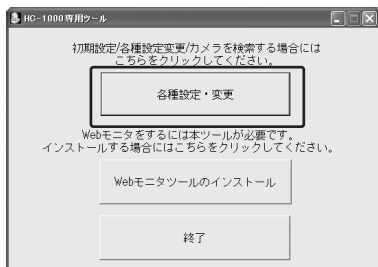 HC-1000専用ツール
初期設定/各種設定変更/カメラを検索する場合には
こちらをクリックしてください。
各種設定・変更
Webモニタをするには本ツールが必要です。
インストールする場合にはこちらをクリックしてください。
Webモニタツールのインストール
終了